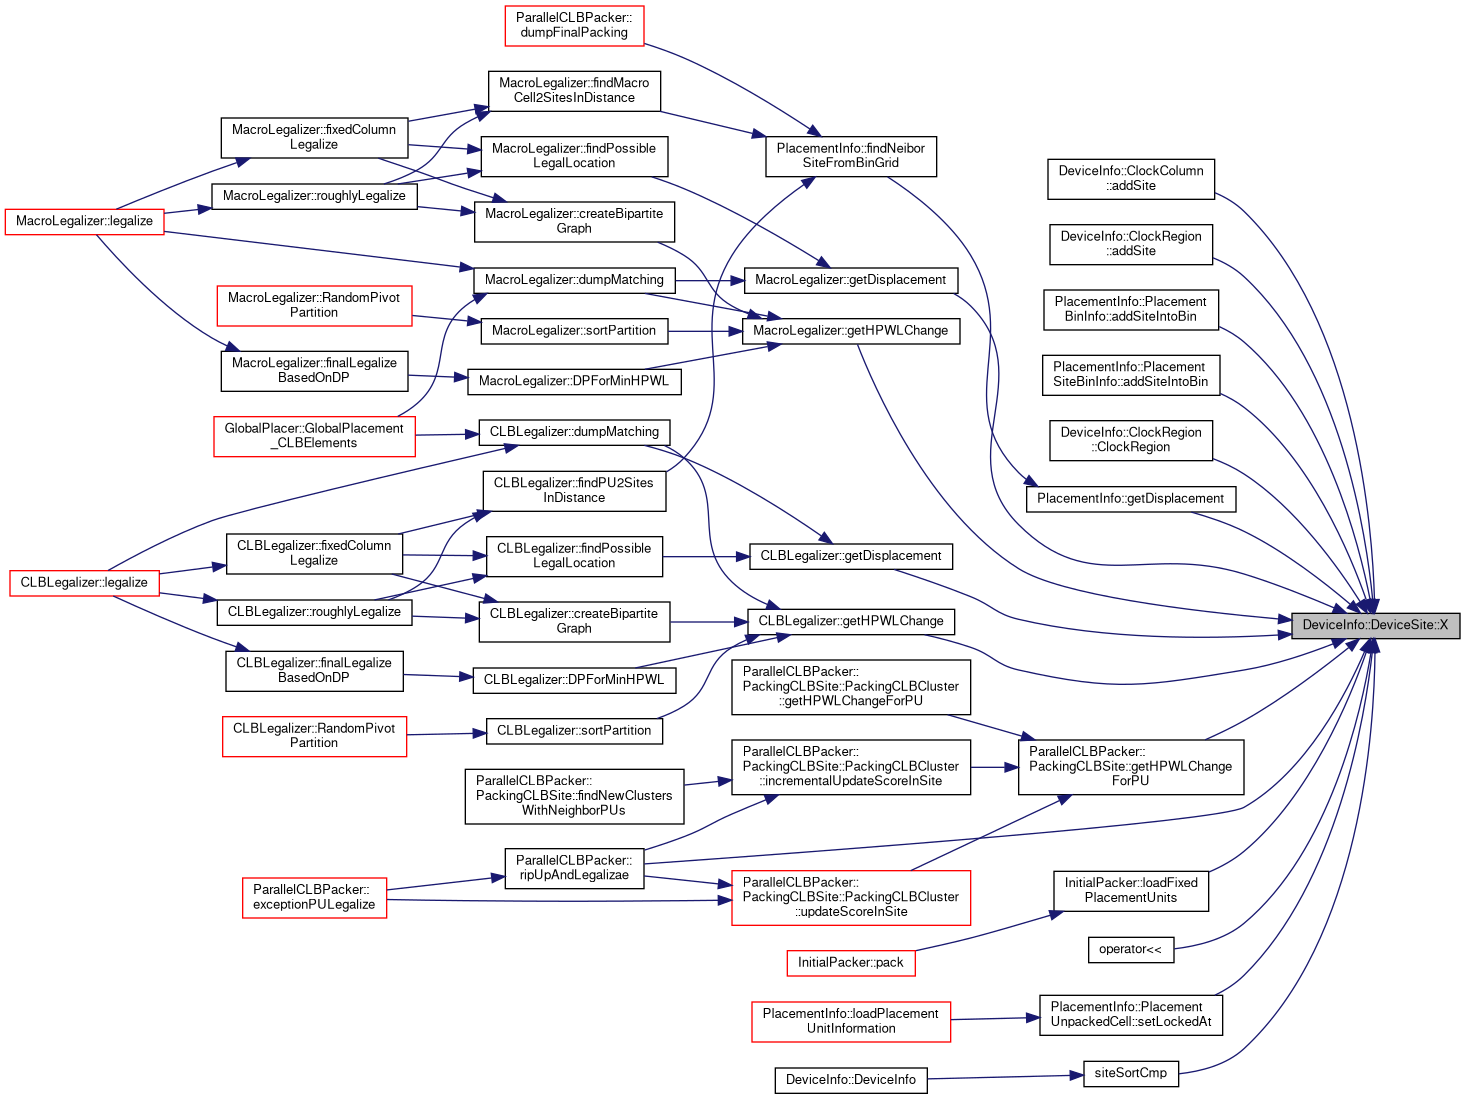 ParallelCLBPacker::
dumpFinalPacking
MacroLegalizer::findMacro
Cell2SitesInDistance
MacroLegalizer::fixedColumn
Legalize
MacroLegalizer::findPossible
LegalLocation
PlacementInfo::findNeibor
SiteFromBinGrid
DeviceInfo::ClockColumn
::addSite
MacroLegalizer::roughlyLegalize
MacroLegalizer::legalize
MacroLegalizer::createBipartite
Graph
DeviceInfo::ClockRegion
::addSite
MacroLegalizer::dumpMatching
MacroLegalizer::getDisplacement
MacroLegalizer::RandomPivot
Partition
MacroLegalizer::sortPartition
MacroLegalizer::getHPWLChange
PlacementInfo::Placement
BinInfo::addSiteIntoBin
MacroLegalizer::finalLegalize
BasedOnDP
MacroLegalizer::DPForMinHPWL
PlacementInfo::Placement
SiteBinInfo::addSiteIntoBin
GlobalPlacer::GlobalPlacement
_CLBElements
CLBLegalizer::dumpMatching
DeviceInfo::ClockRegion
::ClockRegion
CLBLegalizer::findPU2Sites
InDistance
PlacementInfo::getDisplacement
CLBLegalizer::fixedColumn
Legalize
CLBLegalizer::findPossible
LegalLocation
CLBLegalizer::getDisplacement
CLBLegalizer::legalize
CLBLegalizer::roughlyLegalize
CLBLegalizer::createBipartite
Graph
CLBLegalizer::getHPWLChange
DeviceInfo::DeviceSite::X
CLBLegalizer::finalLegalize
BasedOnDP
CLBLegalizer::DPForMinHPWL
ParallelCLBPacker::
PackingCLBSite::PackingCLBCluster
::getHPWLChangeForPU
CLBLegalizer::RandomPivot
Partition
CLBLegalizer::sortPartition
ParallelCLBPacker::
PackingCLBSite::findNewClusters
WithNeighborPUs
ParallelCLBPacker::
PackingCLBSite::PackingCLBCluster
::incrementalUpdateScoreInSite
ParallelCLBPacker::
PackingCLBSite::getHPWLChange
ForPU
ParallelCLBPacker::
ripUpAndLegalizae
ParallelCLBPacker::
exceptionPULegalize
ParallelCLBPacker::
PackingCLBSite::PackingCLBCluster
::updateScoreInSite
InitialPacker::loadFixed
PlacementUnits
InitialPacker::pack
operator<<
PlacementInfo::loadPlacement
UnitInformation
PlacementInfo::Placement
UnpackedCell::setLockedAt
DeviceInfo::DeviceInfo
siteSortCmp